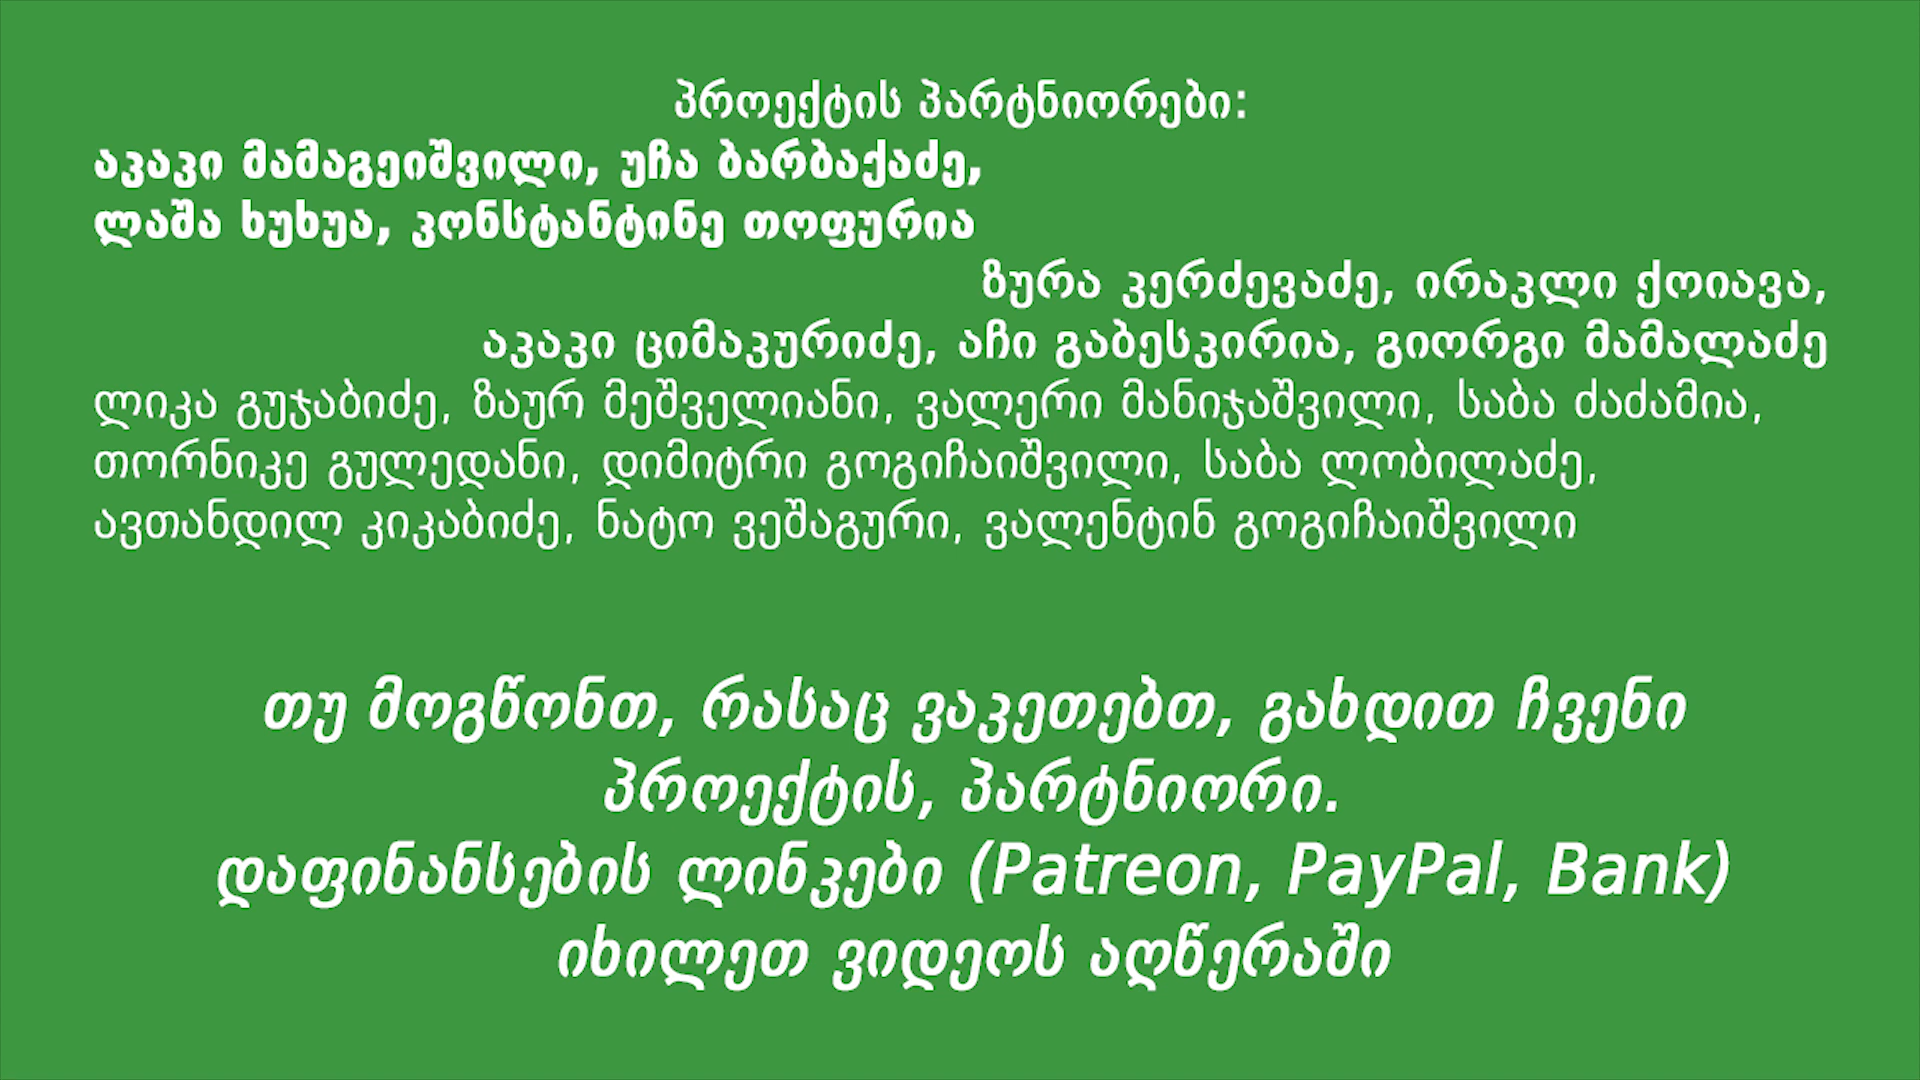 პროექტის პარტნიორები:
აკაკი მამაგეიშვილი, უჩა ბარბაქაძე,
ლაშა ხუხუა, კონსტანტინე თოფურია
ზურა კერძევაძე, ირაკლი ქოიავა,
აკაკი ციმაკურიძე, აჩი გაბესკირია, გიორგი მამალაძე
ლიკა გუჯაბიძე, ზაურ მეშველიანი, ვალერი მანიჯაშვილი, საბა ძაძამია,
თორნიკე გულედანი, დიმიტრი გოგიჩაიშვილი, საბა ლობილაძე,
ავთანდილ კიკაბიძე, ნატო ვეშაგური, ვალენტინ გოგიჩაიშვილი
თუ მოგწონთ, რასაც ვაკეთებთ, გახდით ჩვენი
პროექტის, პარტნიორი.
დაფინანსების ლინკები (Patreon, PayPal, Bank)
იხილეთ ვიდეოს აღწერაში